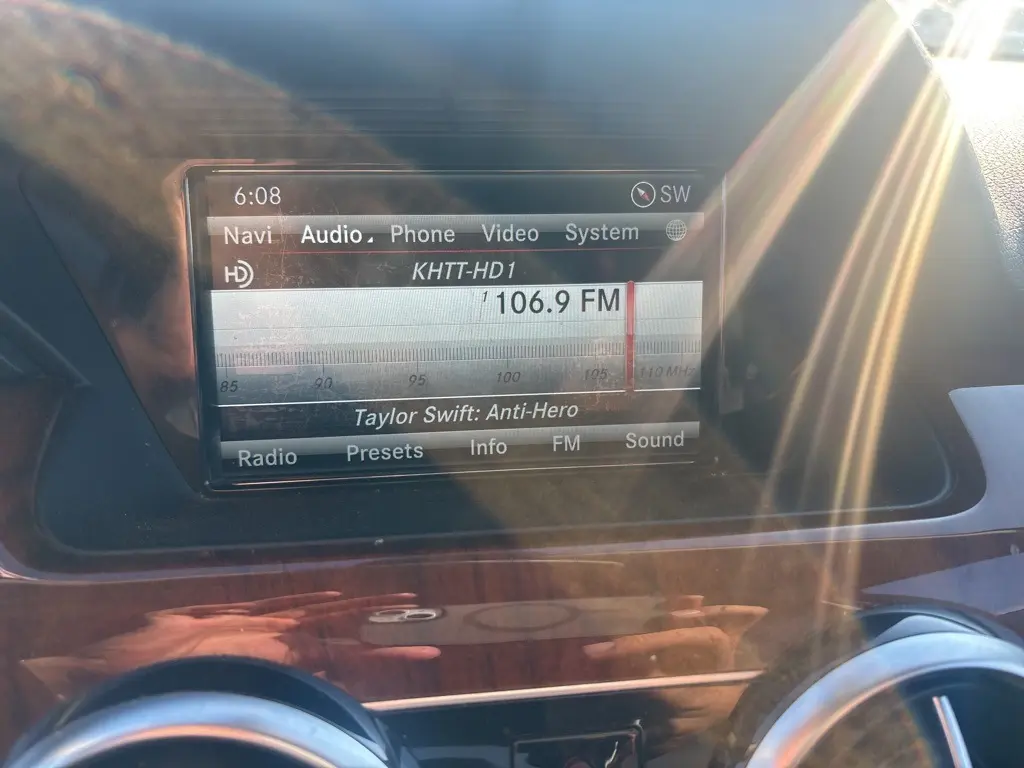 6:08 SW
Navi Audio Phone Video System
HD KHTT-HD1
1 106.9 FM
85 90 95 100 105 110 MHz
Taylor Swift: Anti-Hero
Radio Presets Info FM Sound